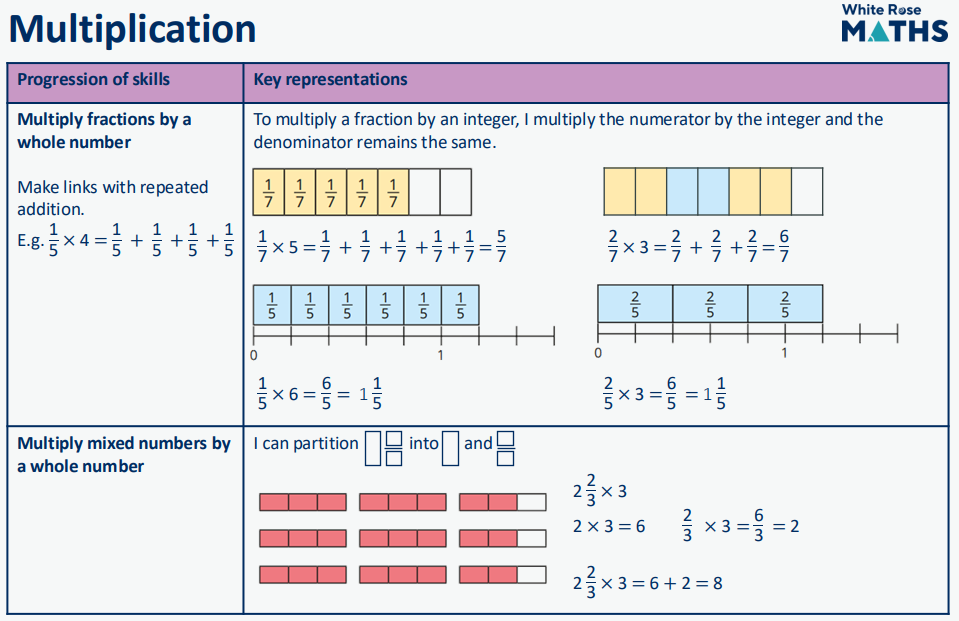 Multiplication
White Rose
MATHS
Progression of skills
Key representations
Multiply fractions by a
whole number
Make links with repeated
addition.
E.g. 1/5 × 4 = 1/5 + 1/5 + 1/5 + 1/5
To multiply a fraction by an integer, I multiply the numerator by the integer and the
denominator remains the same.
1/7 1/7 1/7 1/7 1/7
1/7 × 5 = 1/7 + 1/7 + 1/7 + 1/7 + 1/7 = 5/7
2/7 × 3 = 2/7 + 2/7 + 2/7 = 6/7
1/5 1/5 1/5 1/5 1/5 1/5
0 1
1/5 × 6 = 6/5 = 1 1/5
2/5 2/5 2/5
0 1
2/5 × 3 = 6/5 = 1 1/5
Multiply mixed numbers by
a whole number
I can partition □ □/□ into □ and □/□
2 2/3 × 3
2 × 3 = 6 2/3 × 3 = 6/3 = 2
2 2/3 × 3 = 6 + 2 = 8